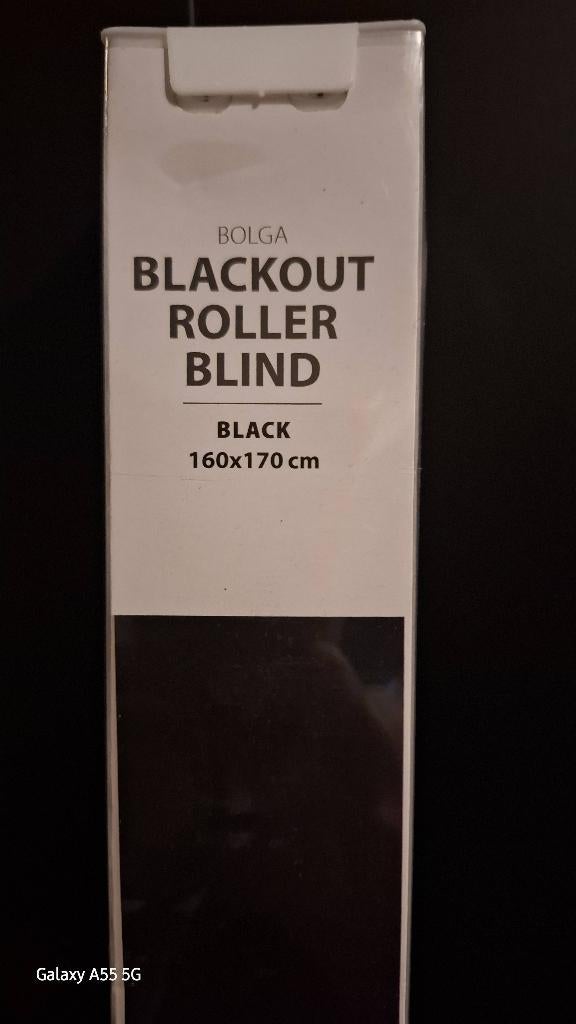 BOLGA
BLACKOUT
ROLLER
BLIND
BLACK
160x170 cm
Galaxy A55 5G